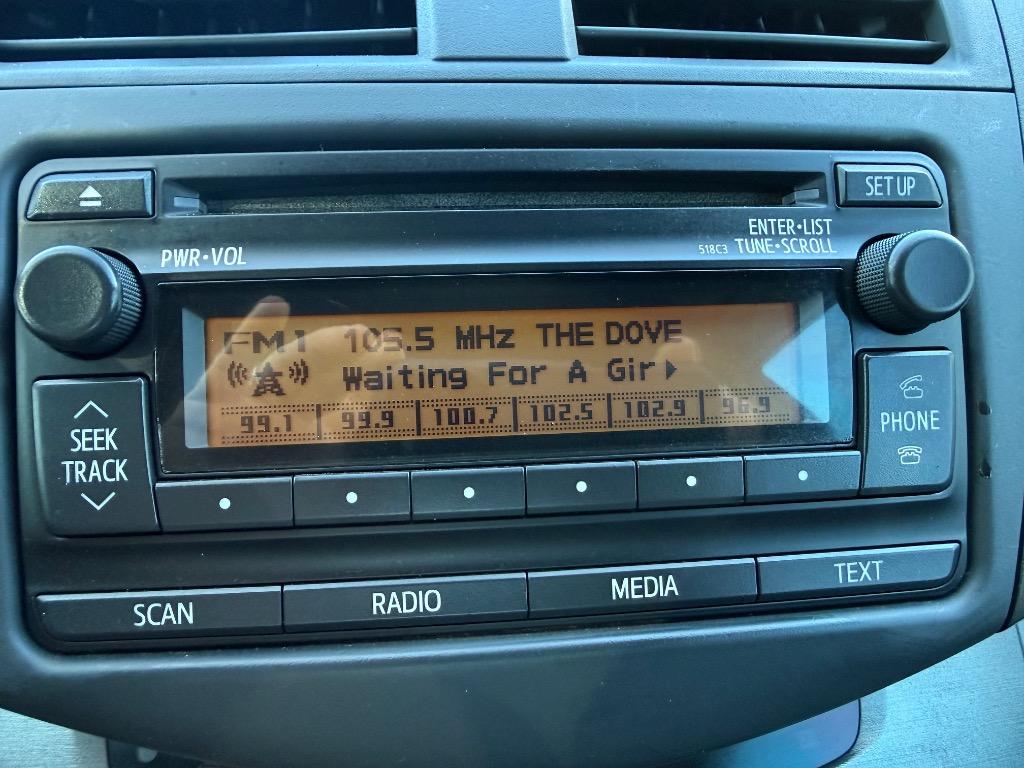 SET UP
PWR•VOL
ENTER•LIST
518C3 TUNE•SCROLL
FM1 105.5 MHz THE DOVE
Waiting For A Gir
99.1 99.9 100.7 102.5 102.9 96.9
SEEK
TRACK
PHONE
SCAN RADIO MEDIA TEXT